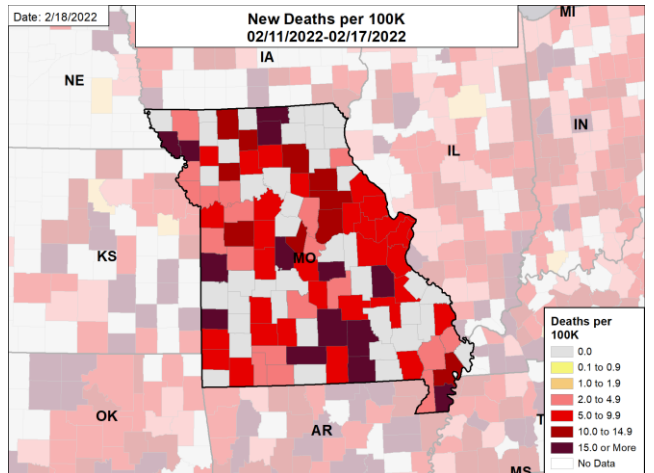 Date: 2/18/2022
New Deaths per 100K
02/11/2022-02/17/2022
MI
IA
NE
IN
IL
KS
MO
OK
AR
MS
Deaths per
100K
0.0
0.1 to 0.9
1.0 to 1.9
2.0 to 4.9
5.0 to 9.9
10.0 to 14.9
15.0 or More
No Data